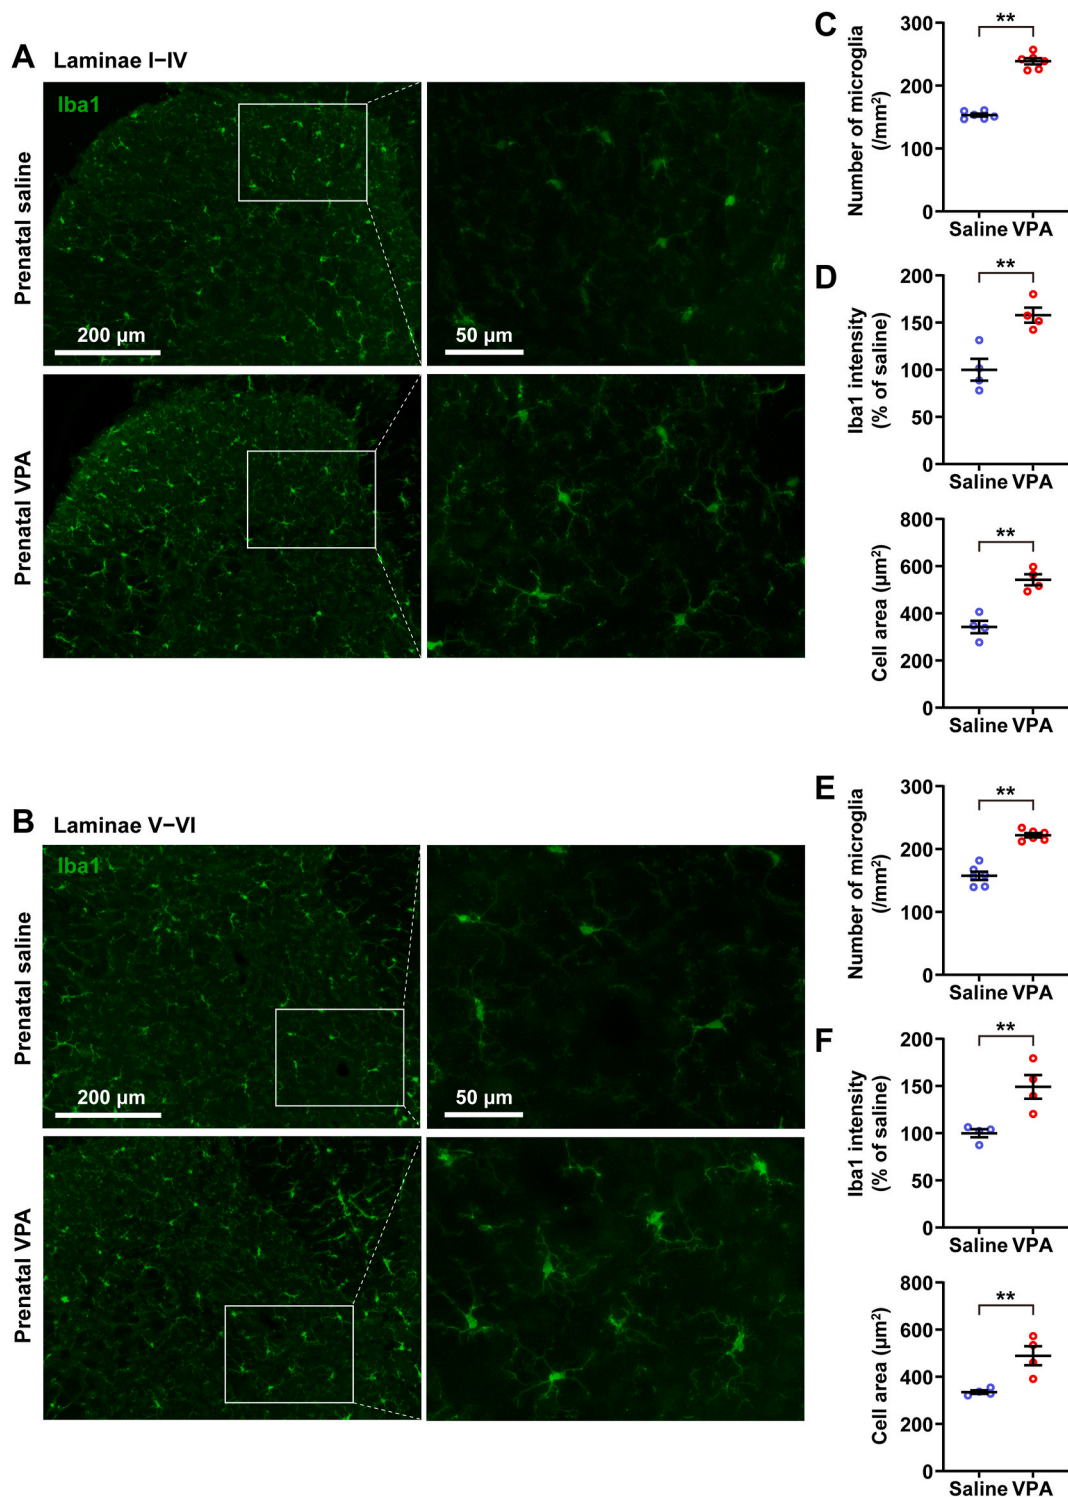 A Laminae I–IV
Iba1
Prenatal saline
200 µm
50 µm
Prenatal VPA
B Laminae V–VI
Iba1
Prenatal saline
200 µm
50 µm
Prenatal VPA
C
Number of microglia
(/mm²)
300
200
100
0
**
Saline VPA
D
Iba1 intensity
(% of saline)
200
150
100
50
0
**
Saline VPA
Cell area (µm²)
800
600
400
200
0
**
Saline VPA
E
Number of microglia
(/mm²)
300
200
100
0
**
Saline VPA
F
Iba1 intensity
(% of saline)
200
150
100
50
0
**
Saline VPA
Cell area (µm²)
800
600
400
200
0
**
Saline VPA